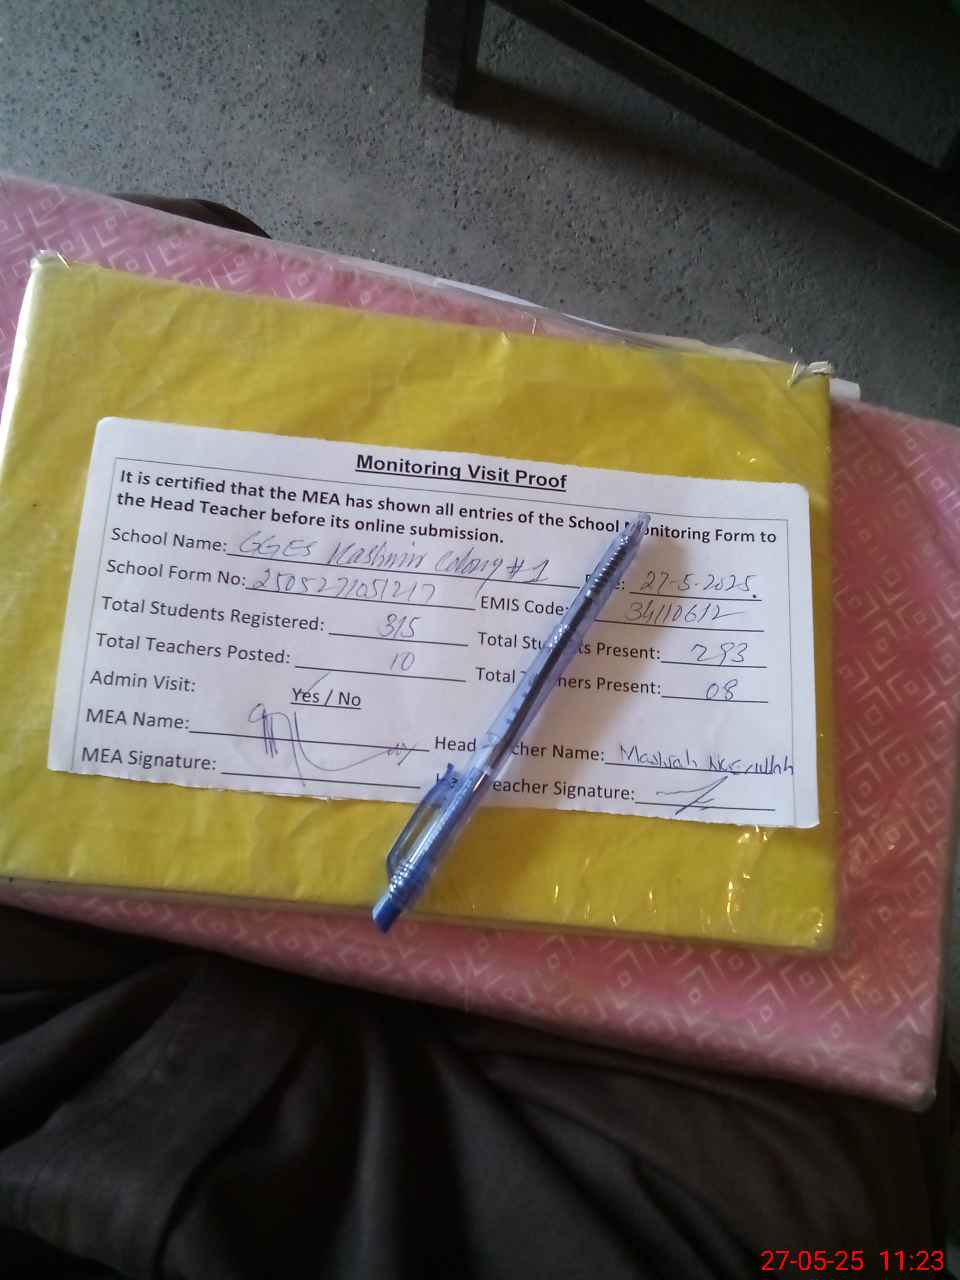 Monitoring Visit Proof
It is certified that the MEA has shown all entries of the School Monitoring Form to
the Head Teacher before its online submission.
School Name: GGES Kashmir Colony #1 : 27-5-2025.
School Form No: 2505271051217 EMIS Code: 34110612
Total Students Registered: 315 Total Students Present: 293
Total Teachers Posted: 10 Total Teachers Present: 08
Admin Visit: Yes / No
MEA Name: Head Teacher Name:
MEA Signature: Teacher Signature:
27-05-25 11:23